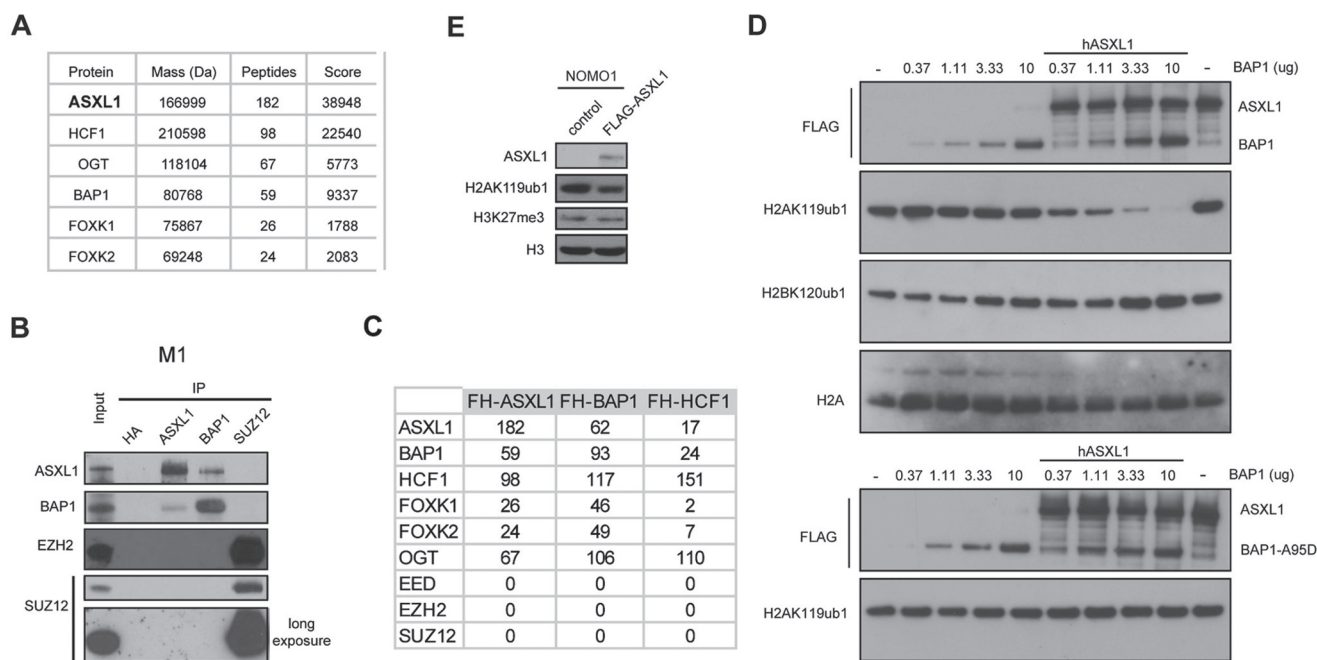 A
Protein Mass (Da) Peptides Score
ASXL1 166999 182 38948
HCF1 210598 98 22540
OGT 118104 67 5773
BAP1 80768 59 9337
FOXK1 75867 26 1788
FOXK2 69248 24 2083
B
M1
IP
Input HA ASXL1 BAP1 SUZ12
ASXL1
BAP1
EZH2
SUZ12
long
exposure
C
FH-ASXL1 FH-BAP1 FH-HCF1
ASXL1 182 62 17
BAP1 59 93 24
HCF1 98 117 151
FOXK1 26 46 2
FOXK2 24 49 7
OGT 67 106 110
EED 0 0 0
EZH2 0 0 0
SUZ12 0 0 0
E
NOMO1
control FLAG-ASXL1
ASXL1
H2AK119ub1
H3K27me3
H3
D
hASXL1
- 0.37 1.11 3.33 10 0.37 1.11 3.33 10 - BAP1 (ug)
FLAG
ASXL1
BAP1
H2AK119ub1
H2BK120ub1
H2A
hASXL1
- 0.37 1.11 3.33 10 0.37 1.11 3.33 10 - BAP1 (ug)
FLAG
ASXL1
BAP1-A95D
H2AK119ub1